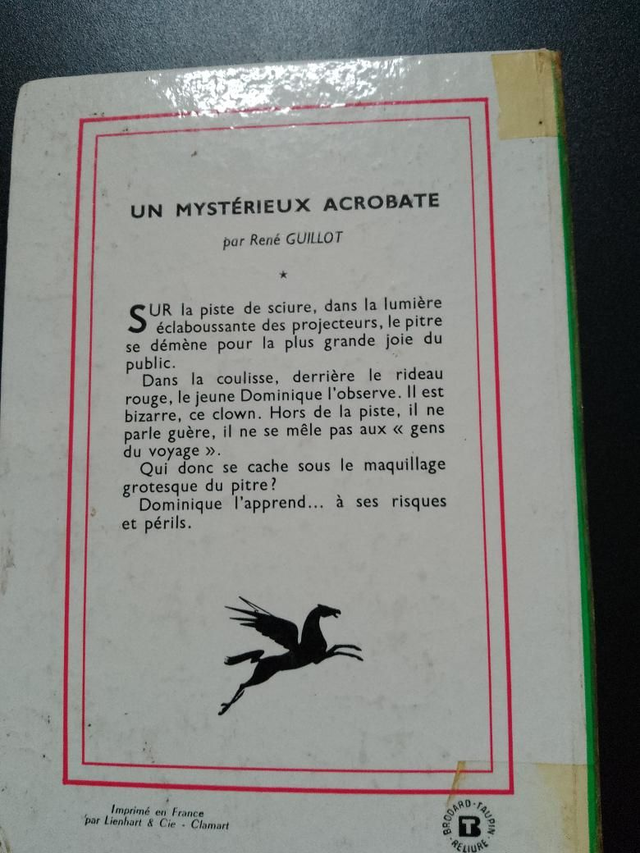 UN MYSTÉRIEUX ACROBATE
par René GUILLOT
★
SUR la piste de sciure, dans la lumière
éclaboussante des projecteurs, le pitre
se démène pour la plus grande joie du
public.
Dans la coulisse, derrière le rideau
rouge, le jeune Dominique l'observe. Il est
bizarre, ce clown. Hors de la piste, il ne
parle guère, il ne se mêle pas aux « gens
du voyage ».
Qui donc se cache sous le maquillage
grotesque du pitre ?
Dominique l'apprend... à ses risques
et périls.
Imprimé en France
par Lienhart & Cie - Clamart
BRODARD-TAUPIN
BT
RELIURE